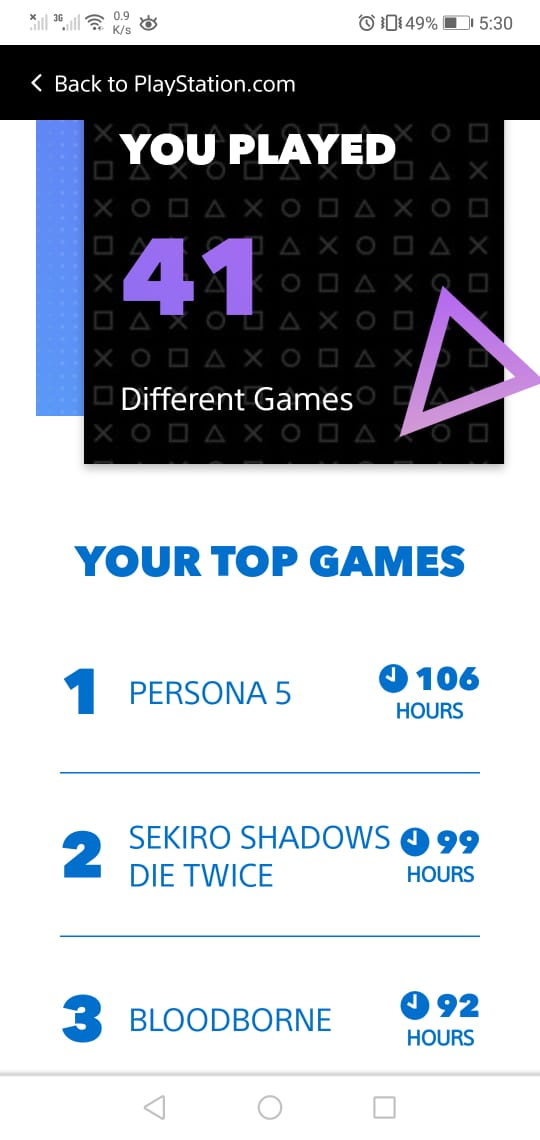 3G 0.9 K/s 49% 5:30
Back to PlayStation.com
YOU PLAYED
41
Different Games
YOUR TOP GAMES
1 PERSONA 5 106
HOURS
2 SEKIRO SHADOWS 99
DIE TWICE HOURS
3 BLOODBORNE 92
HOURS